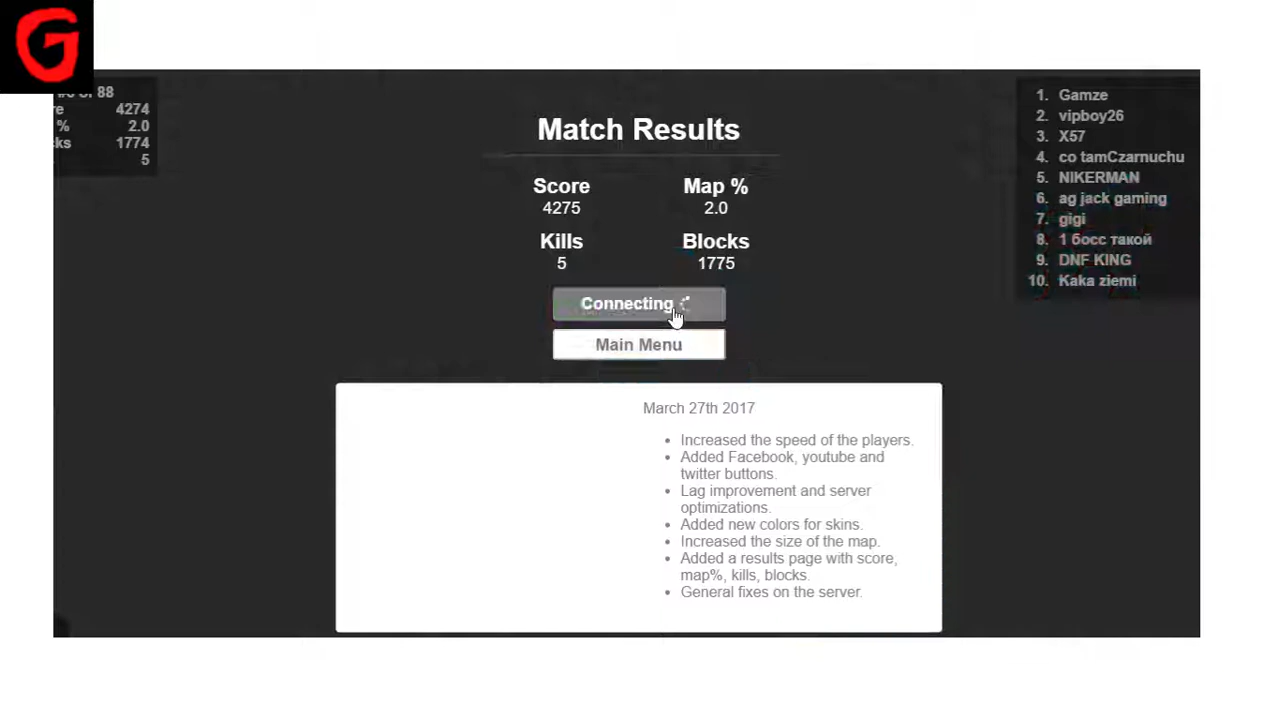 G
of 88
4274
% 2.0
1774
5
Match Results
Score Map %
4275 2.0
Kills Blocks
5 1775
Connecting
Main Menu
March 27th 2017
• Increased the speed of the players.
• Added Facebook, youtube and
twitter buttons.
• Lag improvement and server
optimizations.
• Added new colors for skins.
• Increased the size of the map.
• Added a results page with score,
map%, kills, blocks.
• General fixes on the server.
1. Gamze
2. vipboy26
3. X57
4. co tamCzarnuchu
5. NIKERMAN
6. ag jack gaming
7. gigi
8. 1 босс такой
9. DNF KING
10. Kaka ziemi